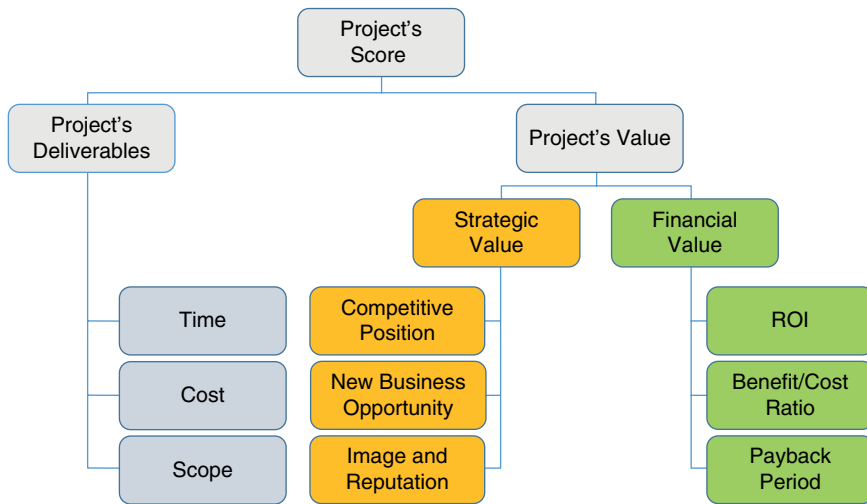 Project’s
Score
Project’s
Deliverables
Project’s Value
Strategic
Value
Financial
Value
Time
Competitive
Position
ROI
Cost
New Business
Opportunity
Benefit/Cost
Ratio
Scope
Image and
Reputation
Payback
Period